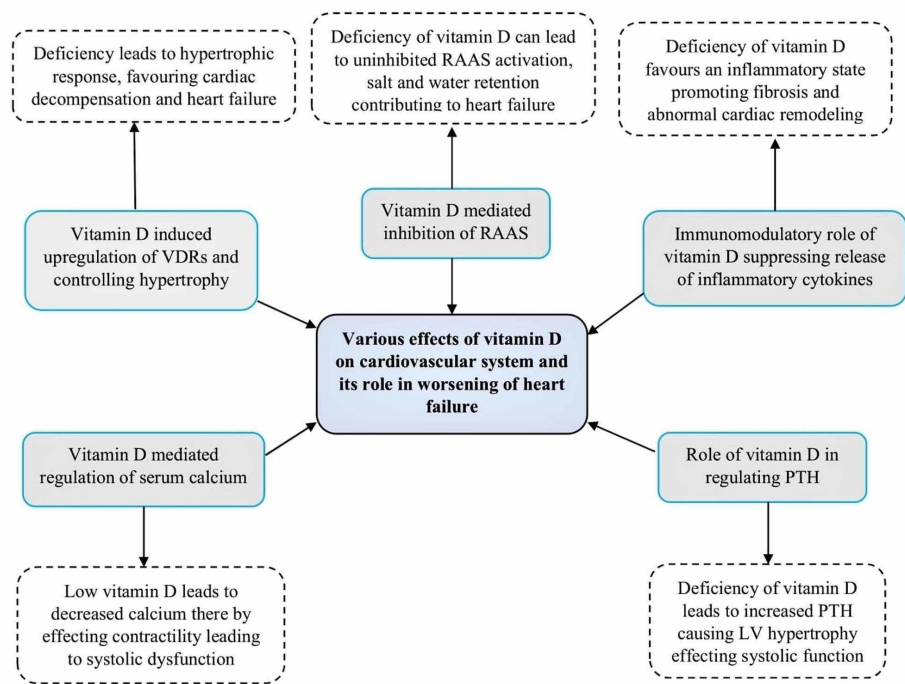 Deficiency leads to hypertrophic
response, favouring cardiac
decompensation and heart failure
Deficiency of vitamin D can lead
to uninhibited RAAS activation,
salt and water retention
contributing to heart failure
Deficiency of vitamin D
favours an inflammatory state
promoting fibrosis and
abnormal cardiac remodeling
Vitamin D induced
upregulation of VDRs and
controlling hypertrophy
Vitamin D mediated
inhibition of RAAS
Immunomodulatory role of
vitamin D suppressing release
of inflammatory cytokines
Various effects of vitamin D
on cardiovascular system and
its role in worsening of heart
failure
Vitamin D mediated
regulation of serum calcium
Role of vitamin D in
regulating PTH
Low vitamin D leads to
decreased calcium there by
effecting contractility leading
to systolic dysfunction
Deficiency of vitamin D
leads to increased PTH
causing LV hypertrophy
effecting systolic function